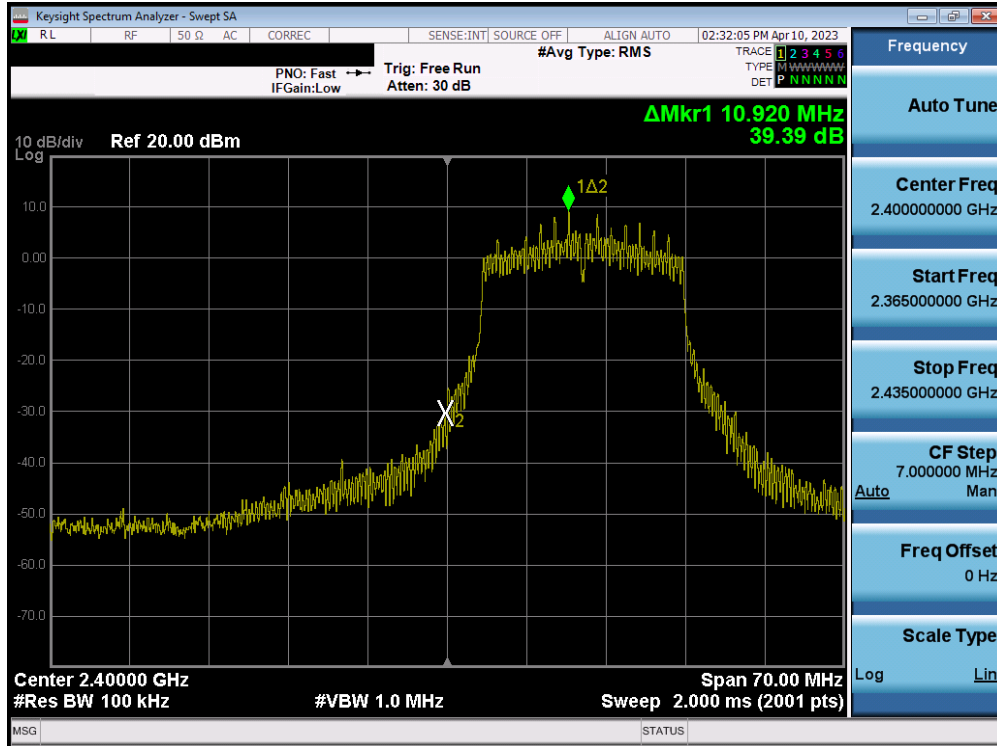 Keysight Spectrum Analyzer - Swept SA
LXI RL RF 50 Ω AC CORREC SENSE:INT SOURCE OFF ALIGN AUTO 02:32:05 PM Apr 10, 2023
#Avg Type: RMS
TRACE 1 2 3 4 5 6
TYPE M W W W W W
DET P N N N N N
PNO: Fast
IFGain:Low
Trig: Free Run
Atten: 30 dB
ΔMkr1 10.920 MHz
39.39 dB
10 dB/div Ref 20.00 dBm
Log
1Δ2
10.0
0.00
-10.0
-20.0
-30.0
X2
-40.0
-50.0
-60.0
-70.0
Center 2.40000 GHz Span 70.00 MHz
#Res BW 100 kHz #VBW 1.0 MHz Sweep 2.000 ms (2001 pts)
MSG STATUS
Frequency
Auto Tune
Center Freq
2.400000000 GHz
Start Freq
2.365000000 GHz
Stop Freq
2.435000000 GHz
CF Step
7.000000 MHz
Auto Man
Freq Offset
0 Hz
Scale Type
Log Lin